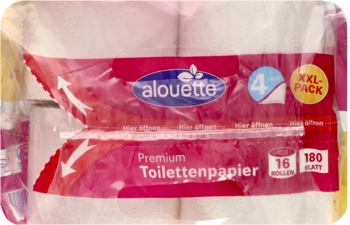 alouette
4
XXL-
PACK
Hier öffnen Hier öffnen Hier öffnen Hier öffnen
Premium
Toilettenpapier
16
ROLLEN
180
BLATT